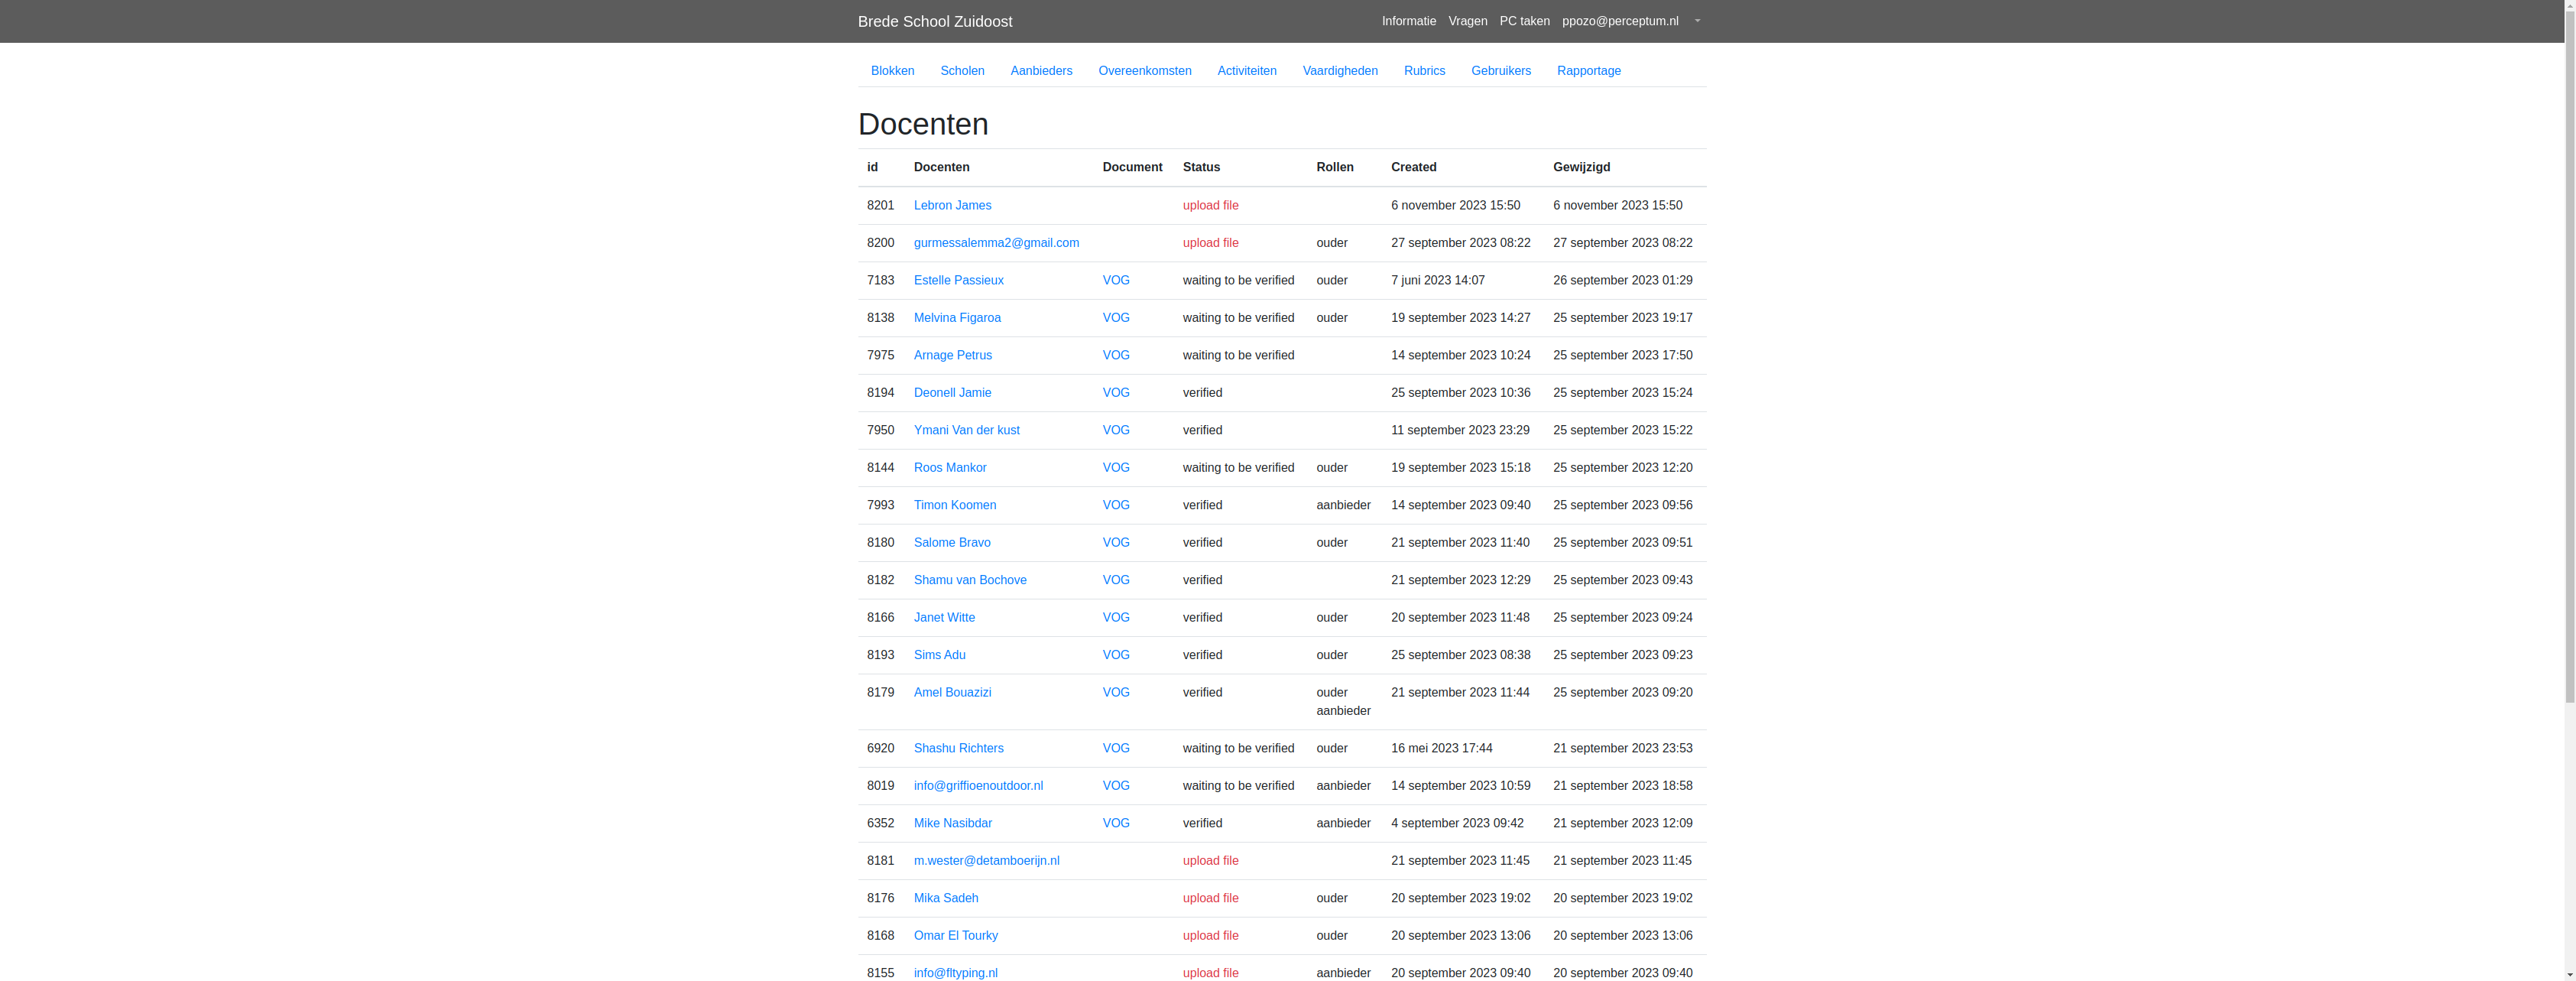 Brede School Zuidoost Informatie Vragen PC taken ppozo@perceptum.nl
Blokken Scholen Aanbieders Overeenkomsten Activiteiten Vaardigheden Rubrics Gebruikers Rapportage
Docenten
id Docenten Document Status Rollen Created Gewijzigd
8201 Lebron James upload file 6 november 2023 15:50 6 november 2023 15:50
8200 gurmessalemma2@gmail.com upload file ouder 27 september 2023 08:22 27 september 2023 08:22
7183 Estelle Passieux VOG waiting to be verified ouder 7 juni 2023 14:07 26 september 2023 01:29
8138 Melvina Figaroa VOG waiting to be verified ouder 19 september 2023 14:27 25 september 2023 19:17
7975 Arnage Petrus VOG waiting to be verified 14 september 2023 10:24 25 september 2023 17:50
8194 Deonell Jamie VOG verified 25 september 2023 10:36 25 september 2023 15:24
7950 Ymani Van der kust VOG verified 11 september 2023 23:29 25 september 2023 15:22
8144 Roos Mankor VOG waiting to be verified ouder 19 september 2023 15:18 25 september 2023 12:20
7993 Timon Koomen VOG verified aanbieder 14 september 2023 09:40 25 september 2023 09:56
8180 Salome Bravo VOG verified ouder 21 september 2023 11:40 25 september 2023 09:51
8182 Shamu van Bochove VOG verified 21 september 2023 12:29 25 september 2023 09:43
8166 Janet Witte VOG verified ouder 20 september 2023 11:48 25 september 2023 09:24
8193 Sims Adu VOG verified ouder 25 september 2023 08:38 25 september 2023 09:23
8179 Amel Bouazizi VOG verified ouder 21 september 2023 11:44 25 september 2023 09:20
aanbieder
6920 Shashu Richters VOG waiting to be verified ouder 16 mei 2023 17:44 21 september 2023 23:53
8019 info@griffioenoutdoor.nl VOG waiting to be verified aanbieder 14 september 2023 10:59 21 september 2023 18:58
6352 Mike Nasibdar VOG verified aanbieder 4 september 2023 09:42 21 september 2023 12:09
8181 m.wester@detamboerijn.nl upload file 21 september 2023 11:45 21 september 2023 11:45
8176 Mika Sadeh upload file ouder 20 september 2023 19:02 20 september 2023 19:02
8168 Omar El Tourky upload file ouder 20 september 2023 13:06 20 september 2023 13:06
8155 info@fltyping.nl upload file aanbieder 20 september 2023 09:40 20 september 2023 09:40